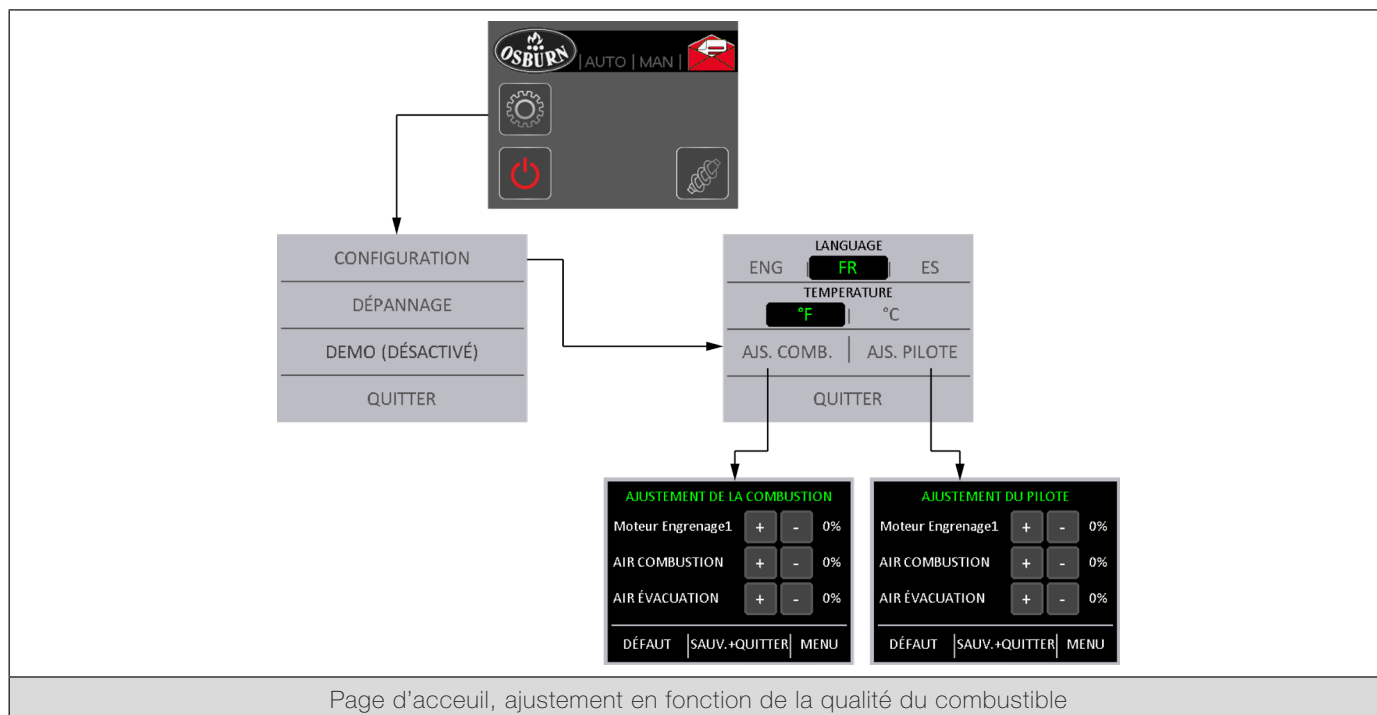 OSBURN
|AUTO | MAN |
CONFIGURATION
DÉPANNAGE
DEMO (DÉSACTIVÉ)
QUITTER
LANGUAGE
ENG | FR | ES
TEMPERATURE
°F | °C
AJS. COMB. | AJS. PILOTE
QUITTER
AJUSTEMENT DE LA COMBUSTION
Moteur Engrenage1 + - 0%
AIR COMBUSTION + - 0%
AIR ÉVACUATION + - 0%
DÉFAUT |SAUV.+QUITTER| MENU
AJUSTEMENT DU PILOTE
Moteur Engrenage1 + - 0%
AIR COMBUSTION + - 0%
AIR ÉVACUATION + - 0%
DÉFAUT |SAUV.+QUITTER| MENU
Page d'acceuil, ajustement en fonction de la qualité du combustible